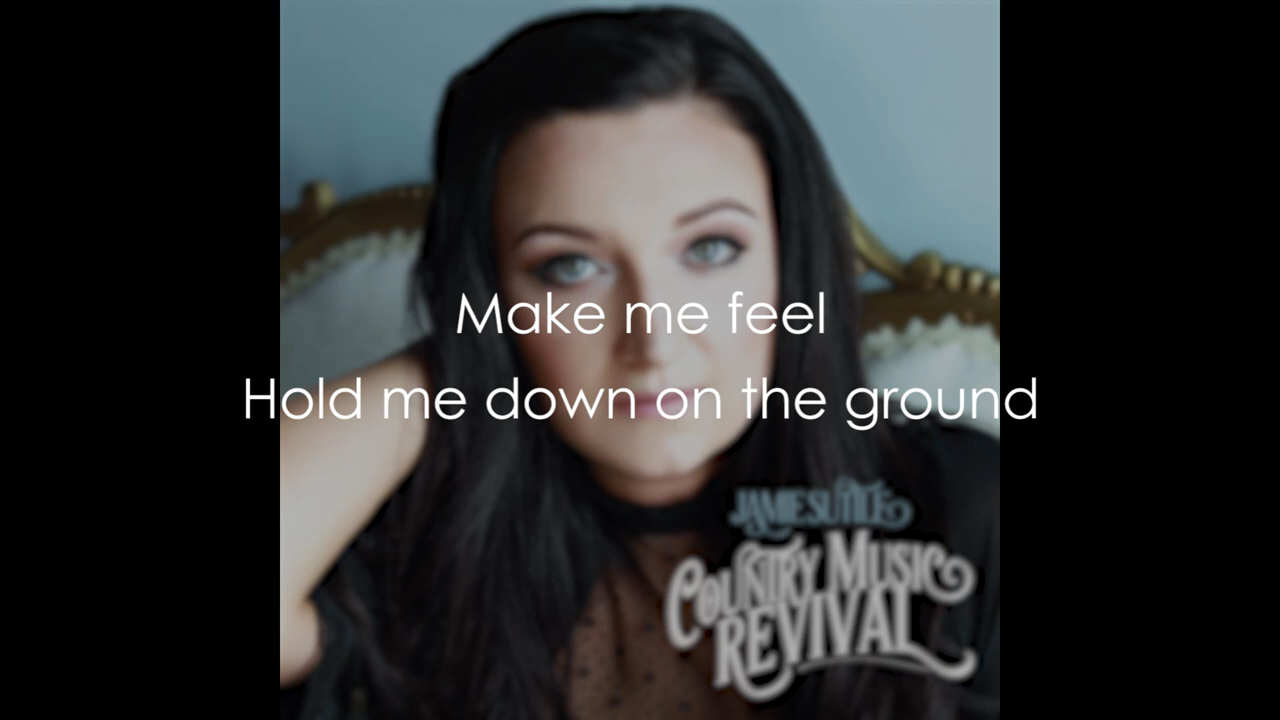 Make me feel
Hold me down on the ground
JAMIE SUTTLE
COUNTRY MUSIC
REVIVAL